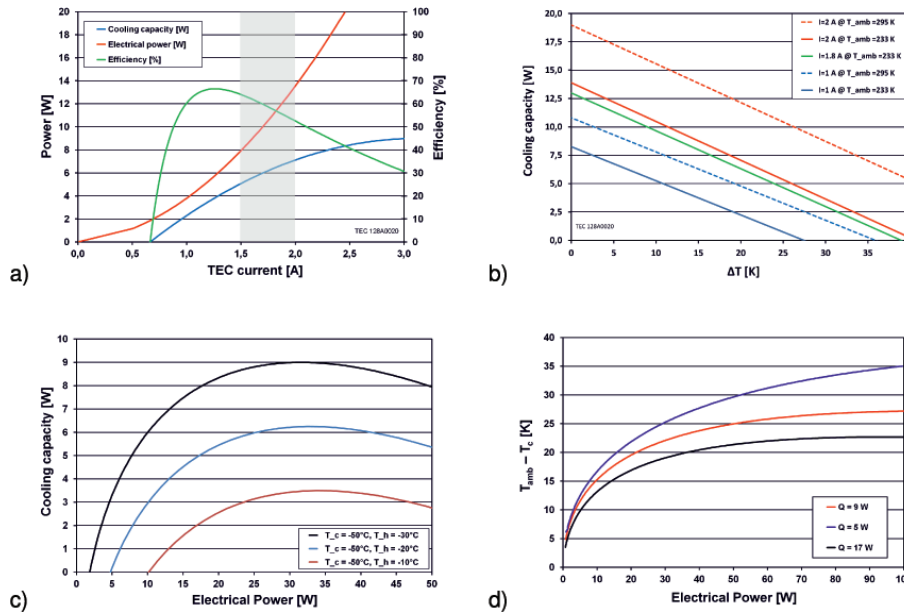 20
18
16
14
12
10
8
6
4
2
0
Power [W]
Cooling capacity [W]
Electrical power [W]
Efficiency [%]
100
90
80
70
60
50
40
30
20
10
0
Efficiency [%]
TEC 128A0020
0,0 0,5 1,0 1,5 2,0 2,5 3,0
TEC current [A]
a)
20,0
17,5
15,0
12,5
10,0
7,5
5,0
2,5
0,0
Cooling capacity [W]
I=2 A @ T_amb =295 K
I=2 A @ T_amb =233 K
I=1.8 A @ T_amb =233 K
I=1 A @ T_amb =295 K
I=1 A @ T_amb =233 K
TEC 128A0020
0 5 10 15 20 25 30 35
ΔT [K]
b)
10
9
8
7
6
5
4
3
2
1
0
Cooling capacity [W]
T_c = -50°C, T_h = -30°C
T_c = -50°C, T_h = -20°C
T_c = -50°C, T_h = -10°C
0 5 10 15 20 25 30 35 40 45 50
Electrical Power [W]
c)
40
35
30
25
20
15
10
5
0
Tamb – Tc [K]
Q = 9 W
Q = 5 W
Q = 17 W
0 10 20 30 40 50 60 70 80 90 100
Electrical Power [W]
d)